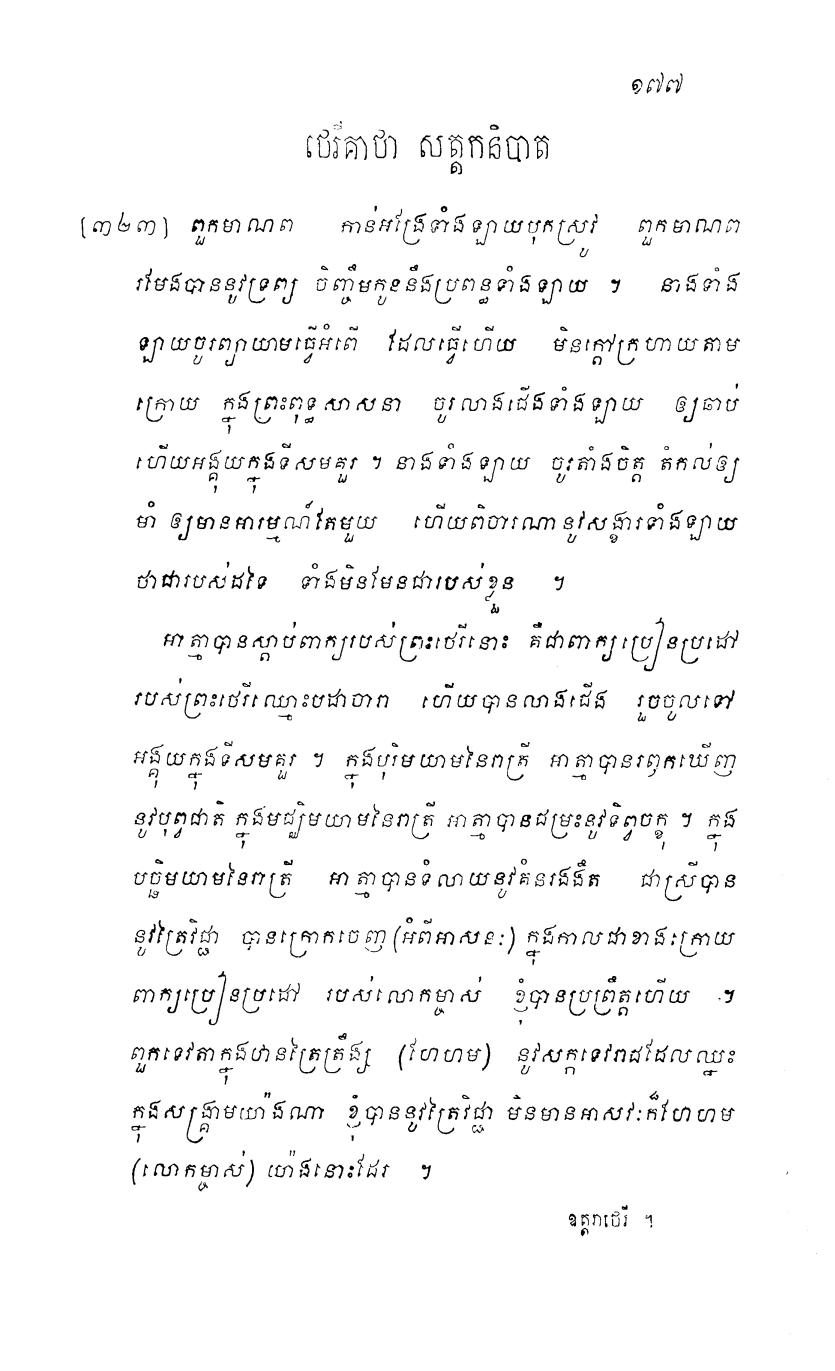 ១៧៧
ថេរីគាថា សត្តកនិបាត
[៣២៣] ពួកមាណព កាន់អង្រែទាំងឡាយបុកស្រូវ ពួកមាណព
រមែងបាននូវទ្រព្យ ចិញ្ចឹមកូននឹងប្រពន្ធទាំងឡាយ ។ នាងទាំង
ឡាយចូរព្យាយាមធ្វើអំពើ ដែលធ្វើហើយ មិនក្តៅក្រហាយតាម
ក្រោយ ក្នុងព្រះពុទ្ធសាសនា ចូរលាងជើងទាំងឡាយ ឲ្យឆាប់
ហើយអង្គុយក្នុងទីសមគួរ ។ នាងទាំងឡាយ ចូរតាំងចិត្ត តំកល់ឲ្យ
មាំ ឲ្យមានអារម្មណ៍តែមួយ ហើយពិចារណានូវសង្ខារទាំងឡាយ
ថាជារបស់ដទៃ ទាំងមិនមែនជារបស់ខ្លួន ។
អាត្មាបានស្តាប់ពាក្យរបស់ព្រះថេរីនោះ គឺជាពាក្យប្រៀនប្រដៅ
របស់ព្រះថេរីឈ្មោះបដាចារា ហើយបានលាងជើង រួចចូលទៅ
អង្គុយក្នុងទីសមគួរ ។ ក្នុងបុរិមយាមនៃរាត្រី អាត្មាបានរឭកឃើញ
នូវបុព្វជាតិ ក្នុងមជ្ឈិមយាមនៃរាត្រី អាត្មាបានជម្រះនូវទិព្វចក្ខុ ។ ក្នុង
បច្ឆិមយាមនៃរាត្រី អាត្មាបានទំលាយនូវគំនរងងឹត ជាស្រីបាន
នូវត្រៃវិជ្ជា បានក្រោកចេញ (អំពីអាសនៈ) ក្នុងកាលជាខាងក្រោយ
ពាក្យប្រៀនប្រដៅ របស់លោកម្ចាស់ ខ្ញុំបានប្រព្រឹត្តហើយ ។
ពួកទេវតាក្នុងឋានត្រៃត្រឹង្ស (ហែហម) នូវសក្កទេវរាជដែលឈ្នះ
ក្នុងសង្គ្រាមយ៉ាងណា ខ្ញុំបាននូវត្រៃវិជ្ជា មិនមានអាសវៈក៏ហែហម
(លោកម្ចាស់) យ៉ាងនោះដែរ ។
ឧត្តរាថេរី ។